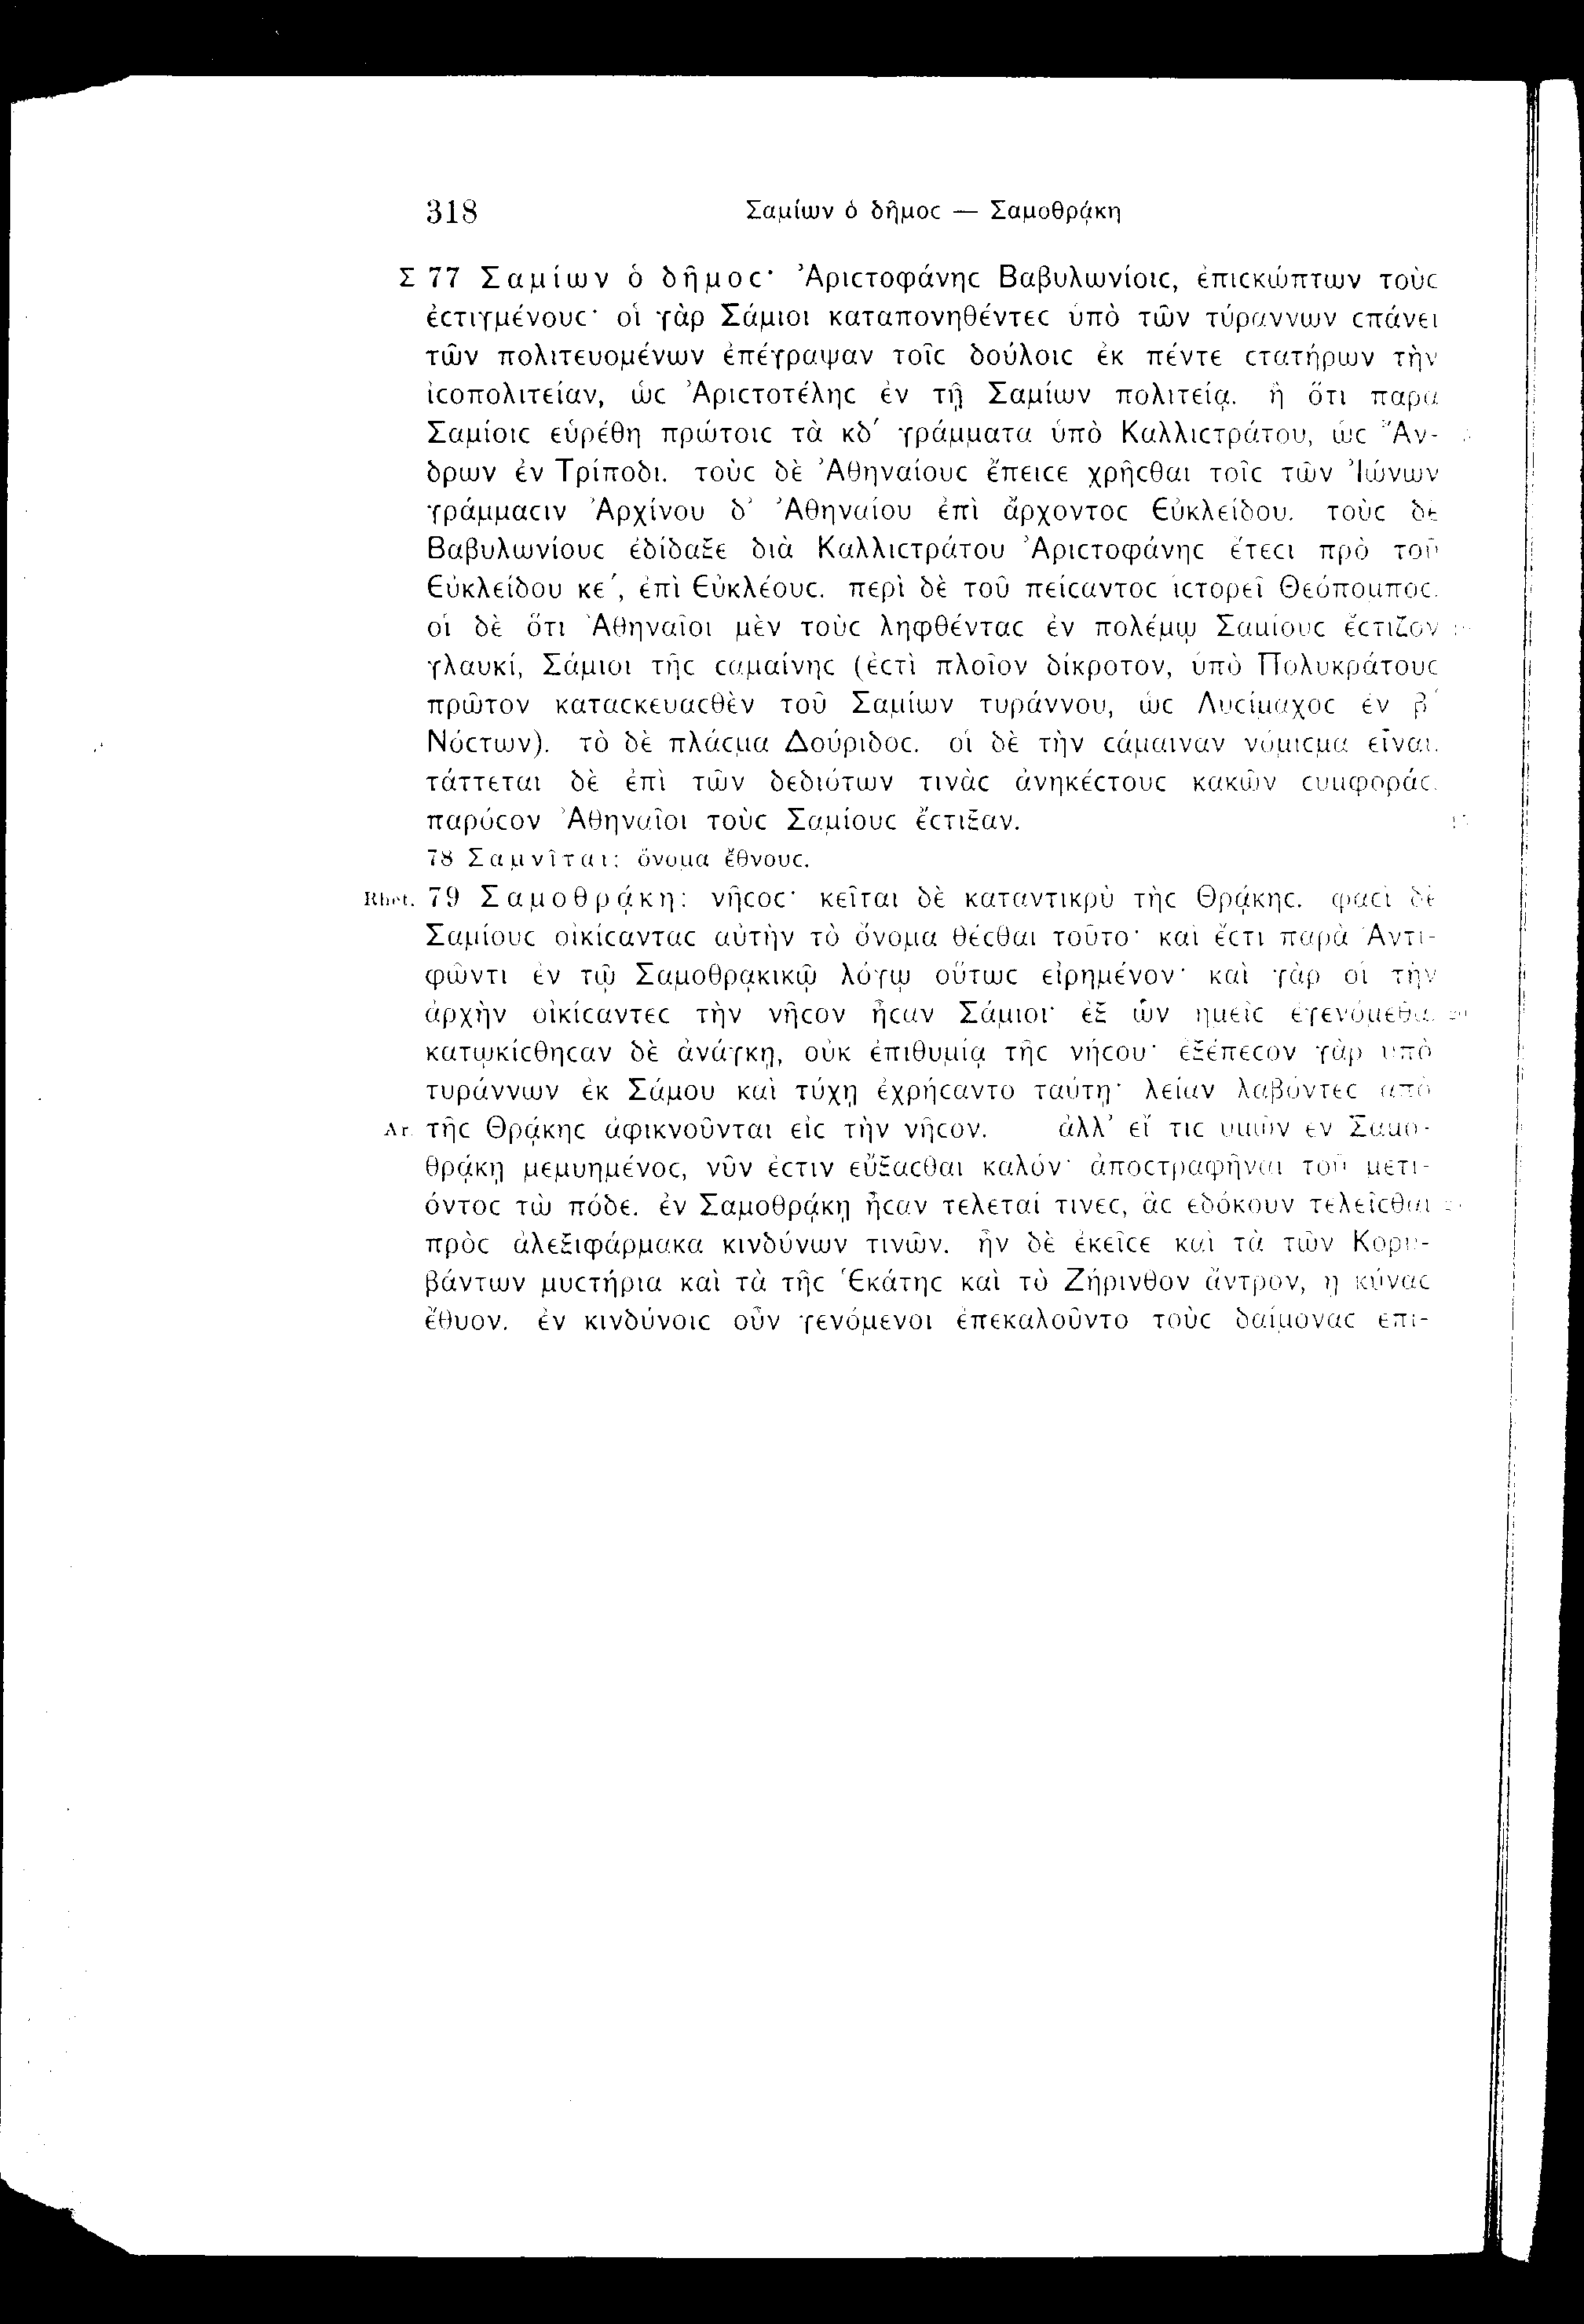 318 Σαμίων ὁ δῆμοϲ — Σαμοθρᾴκη
Σ 77 Σαμίων ὁ δῆμοϲ· Ἀριϲτοφάνηϲ Βαβυλωνίοιϲ, ἐπιϲκώπτων τοὺϲ
ἐϲτιγμένουϲ· οἱ γὰρ Σάμιοι καταπονηθέντεϲ ὑπὸ τῶν τύραννων ϲπάνει
τῶν πολιτευομένων ἐπέγραψαν τοῖϲ δούλοιϲ ἐκ πέντε ϲτατήρων τὴν
ἰϲοπολιτείαν, ὡϲ Ἀριϲτοτέληϲ ἐν τῇ Σαμίων πολιτείᾳ. ἢ ὅτι παρὰ
Σαμίοιϲ εὑρέθη πρώτοιϲ τὰ κδʹ γράμματα ὑπὸ Καλλιϲτράτου, ὡϲ Ἄν-
δρων ἐν Τρίποδι. τοὺϲ δὲ Ἀθηναίουϲ ἔπειϲε χρῆϲθαι τοῖϲ τῶν Ἰώνων
γράμμαϲιν Ἀρχίνου δ’ Ἀθηναίου ἐπὶ ἄρχοντοϲ Εὐκλείδου. τοὺϲ δὲ
Βαβυλωνίουϲ ἐδίδαξε διὰ Καλλιϲτράτου Ἀριϲτοφάνηϲ ἔτεϲι πρὸ τοῦ
Εὐκλείδου κεʹ, ἐπὶ Εὐκλέουϲ. περὶ δὲ τοῦ πείϲαντοϲ ἱϲτορεῖ Θεόπομποϲ.
οἱ δὲ ὅτι Ἀθηναῖοι μὲν τοὺϲ ληφθένταϲ ἐν πολέμῳ Σαμίουϲ ἔϲτιζον
γλαυκί, Σάμιοι τῆϲ ϲαμαίνηϲ (ἐϲτὶ πλοῖον δίκροτον, ὑπὸ Πολυκράτουϲ
πρῶτον καταϲκευαϲθὲν τοῦ Σαμίων τυράννου, ὡϲ Λυϲίμαχοϲ ἐν βʹ
Νόϲτων). τὸ δὲ πλάϲμα Δούριδοϲ. οἱ δὲ τὴν ϲάμαιναν νόμιϲμα εἶναι.
τάττεται δὲ ἐπὶ τῶν δεδιότων τινὰϲ ἀνηκέϲτουϲ κακῶν ϲυμφοράϲ.
παρόϲον Ἀθηναῖοι τοὺϲ Σαμίουϲ ἔϲτιξαν.
78 Σαμνῖται: ὄνομα ἔθνουϲ.
Rhet. 79 Σαμοθρᾴκη: νῆϲοϲ· κεῖται δὲ καταντικρὺ τῆϲ Θρᾴκηϲ. φαϲὶ δὲ
Σαμίουϲ οἰκίϲανταϲ αὐτὴν τὸ ὄνομα θέϲθαι τοῦτο· καὶ ἔϲτι παρὰ Ἀντι-
φῶντι ἐν τῷ Σαμοθρᾳκικῷ λόγῳ οὕτωϲ εἰρημένον· καὶ γὰρ οἱ τὴν
ἀρχὴν οἰκίϲαντεϲ τὴν νῆϲον ἦϲαν Σάμιοι· ἐξ ὧν ἡμεῖϲ ἐγενόμεθα.
κατῳκίϲθηϲαν δὲ ἀνάγκῃ, οὐκ ἐπιθυμίᾳ τῆϲ νήϲου· ἐξέπεϲον γὰρ ὑπὸ
τυράννων ἐκ Σάμου καὶ τύχῃ ἐχρήϲαντο ταύτῃ· λείαν λαβόντεϲ ἀπὸ
Ar. τῆϲ Θρᾴκηϲ ἀφικνοῦνται εἰϲ τὴν νῆϲον. ἀλλ’ εἴ τιϲ ὑμῶν ἐν Σαμο-
θρᾴκῃ μεμυημένοϲ, νῦν ἐϲτιν εὔξαϲθαι καλόν· ἀποϲτραφῆναι τοῦ μετι-
όντοϲ τὼ πόδε. ἐν Σαμοθρᾴκῃ ἦϲαν τελεταί τινεϲ, ἃϲ ἐδόκουν τελεῖϲθαι
πρὸϲ ἀλεξιφάρμακα κινδύνων τινῶν. ἦν δὲ ἐκεῖϲε καὶ τὰ τῶν Κορυ-
βάντων μυϲτήρια καὶ τὰ τῆϲ Ἑκάτηϲ καὶ τὸ Ζήρινθον ἄντρον, ᾗ κύναϲ
ἔθυον. ἐν κινδύνοιϲ οὖν γενόμενοι ἐπεκαλοῦντο τοὺϲ δαίμοναϲ ἐπι-